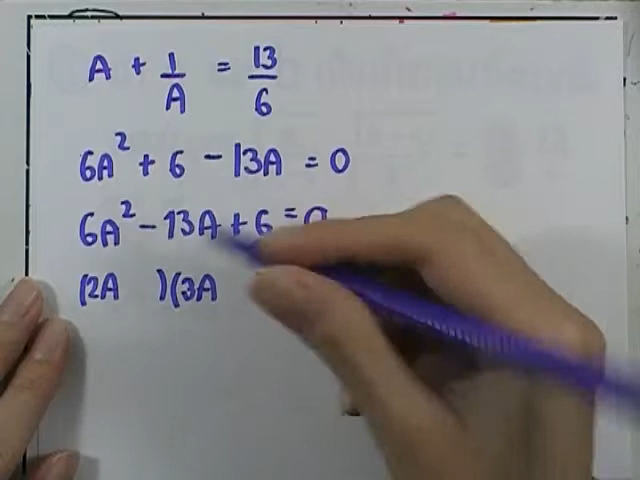 A + 1/A = 13/6
6A² + 6 - 13A = 0
6A² - 13A + 6 = 0
(2A )(3A